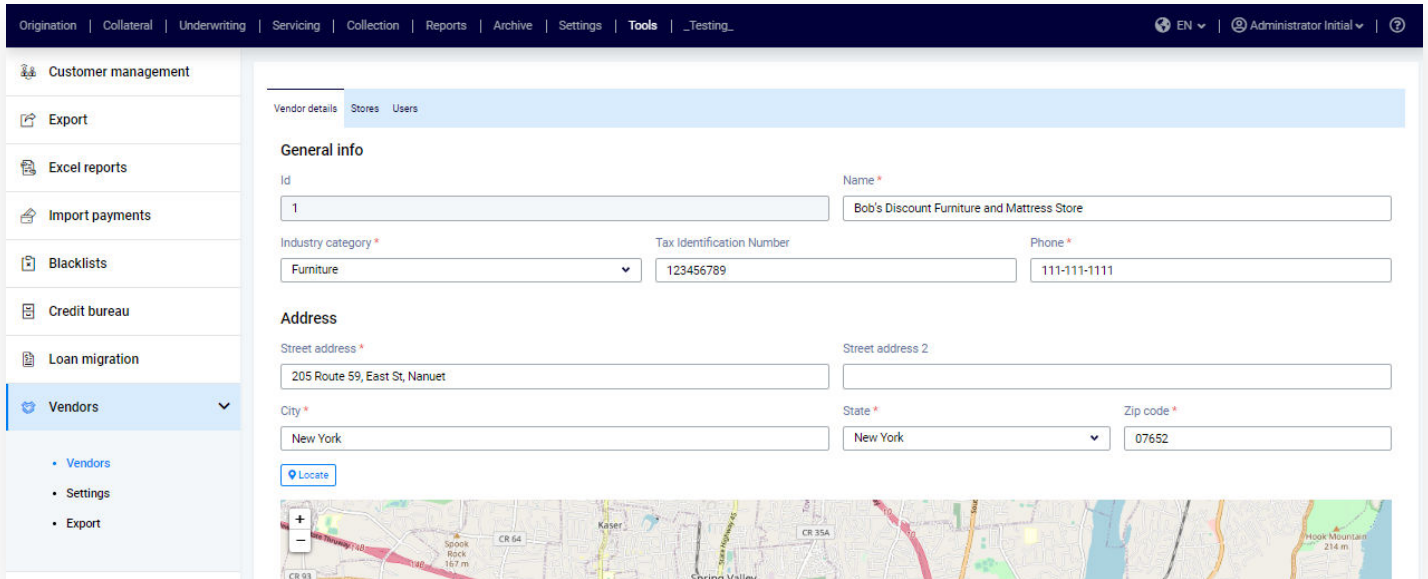 Origination | Collateral | Underwriting | Servicing | Collection | Reports | Archive | Settings | Tools | _Testing_ EN | Administrator Initial |
Customer management
Export
Excel reports
Import payments
Blacklists
Credit bureau
Loan migration
Vendors
• Vendors
• Settings
• Export
Vendor details Stores Users
General info
Id Name *
1 Bob's Discount Furniture and Mattress Store
Industry category * Tax Identification Number Phone *
Furniture 123456789 111-111-1111
Address
Street address * Street address 2
205 Route 59, East St, Nanuet
City * State * Zip code *
New York New York 07652
Locate
+
−
Kaser
CR 64
CR 35A
Spook
Rock
167 m
Hook Mountain
214 m
CR 93
Spring Valley